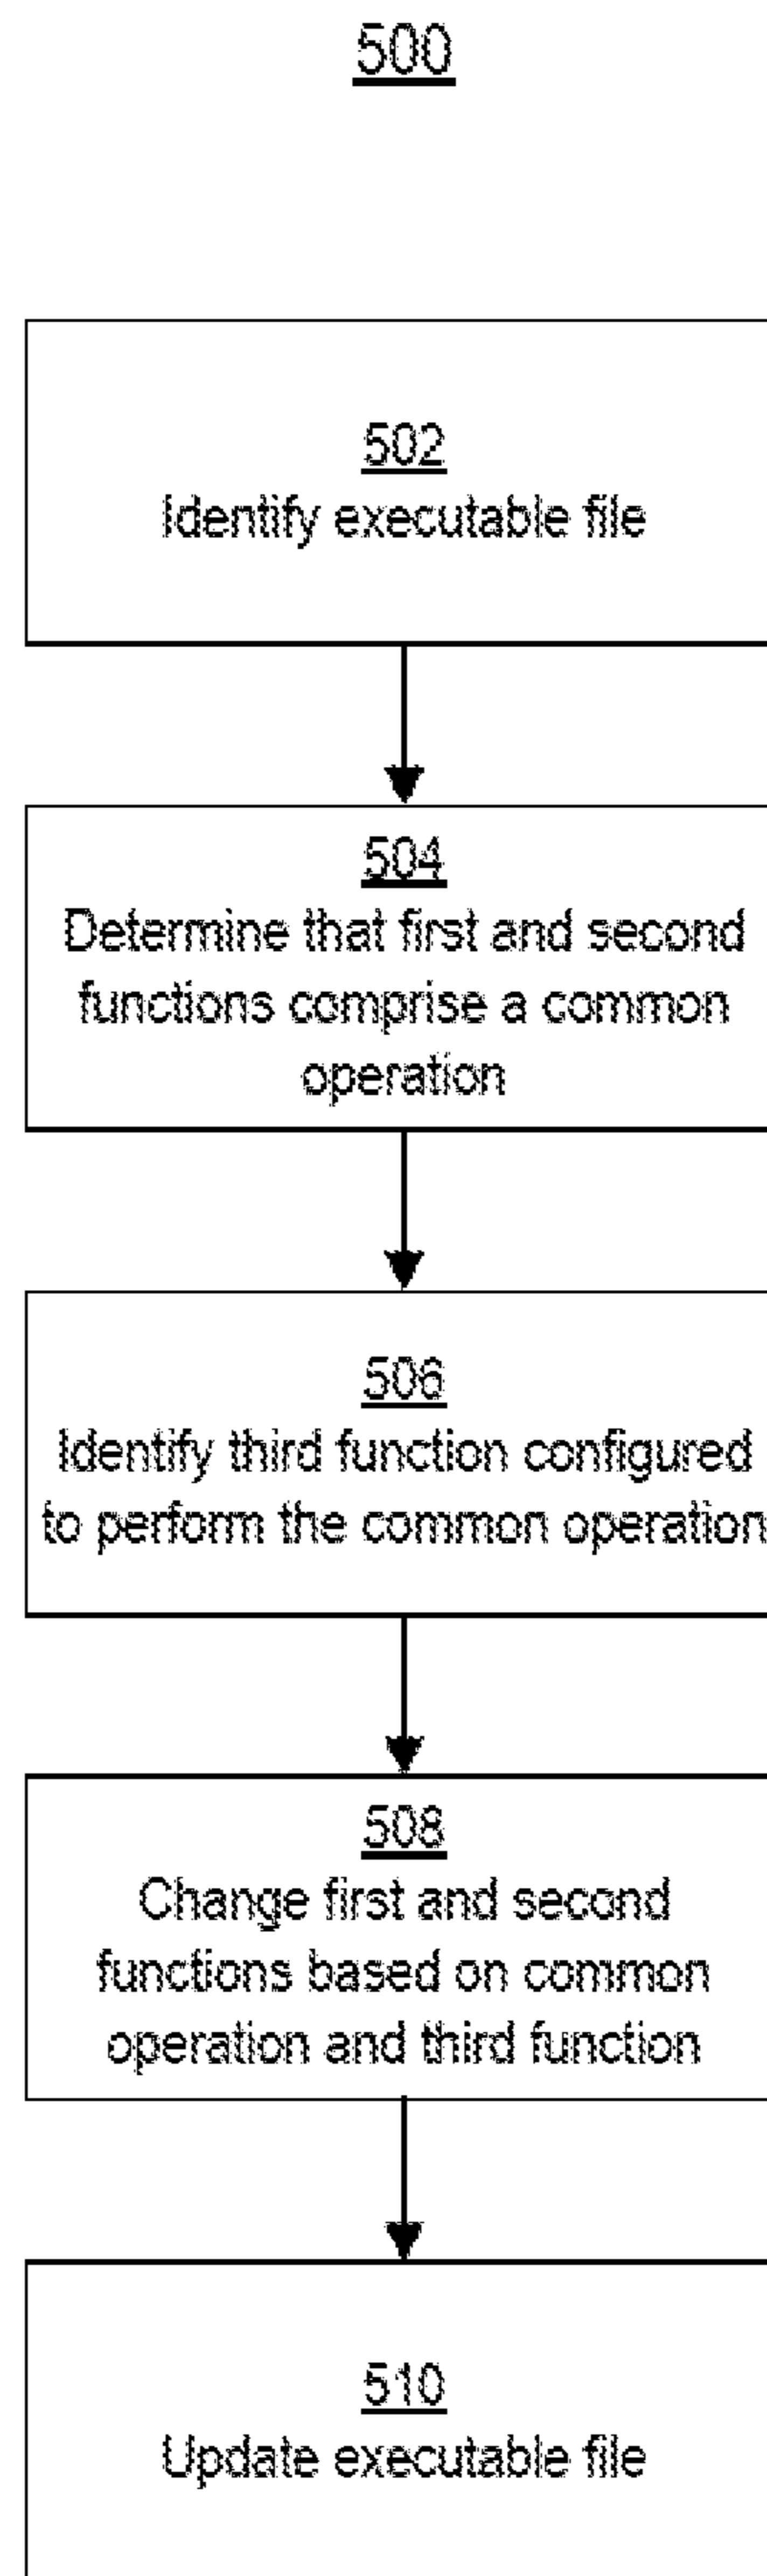 500
502
Identify executable file
504
Determine that first and second
functions comprise a common
operation
506
Identify third function configured
to perform the common operation
508
Change first and second
functions based on common
operation and third function
510
Update executable file